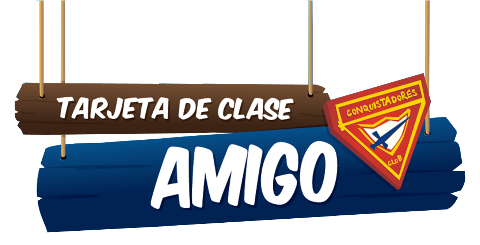 TARJETA DE CLASE
AMIGO
CONQUISTADORES
CLUB